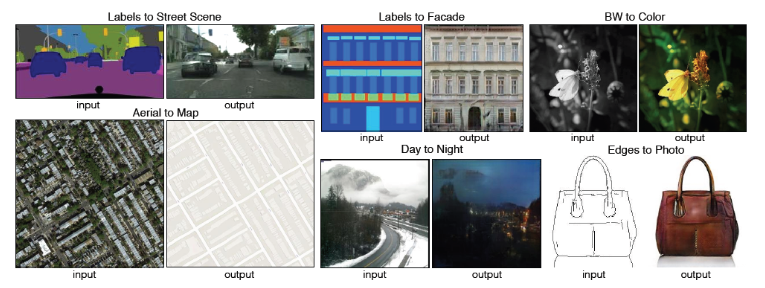 Labels to Street Scene
input
output
Labels to Facade
input
output
BW to Color
input
output
Aerial to Map
input
output
Day to Night
input
output
Edges to Photo
input
output